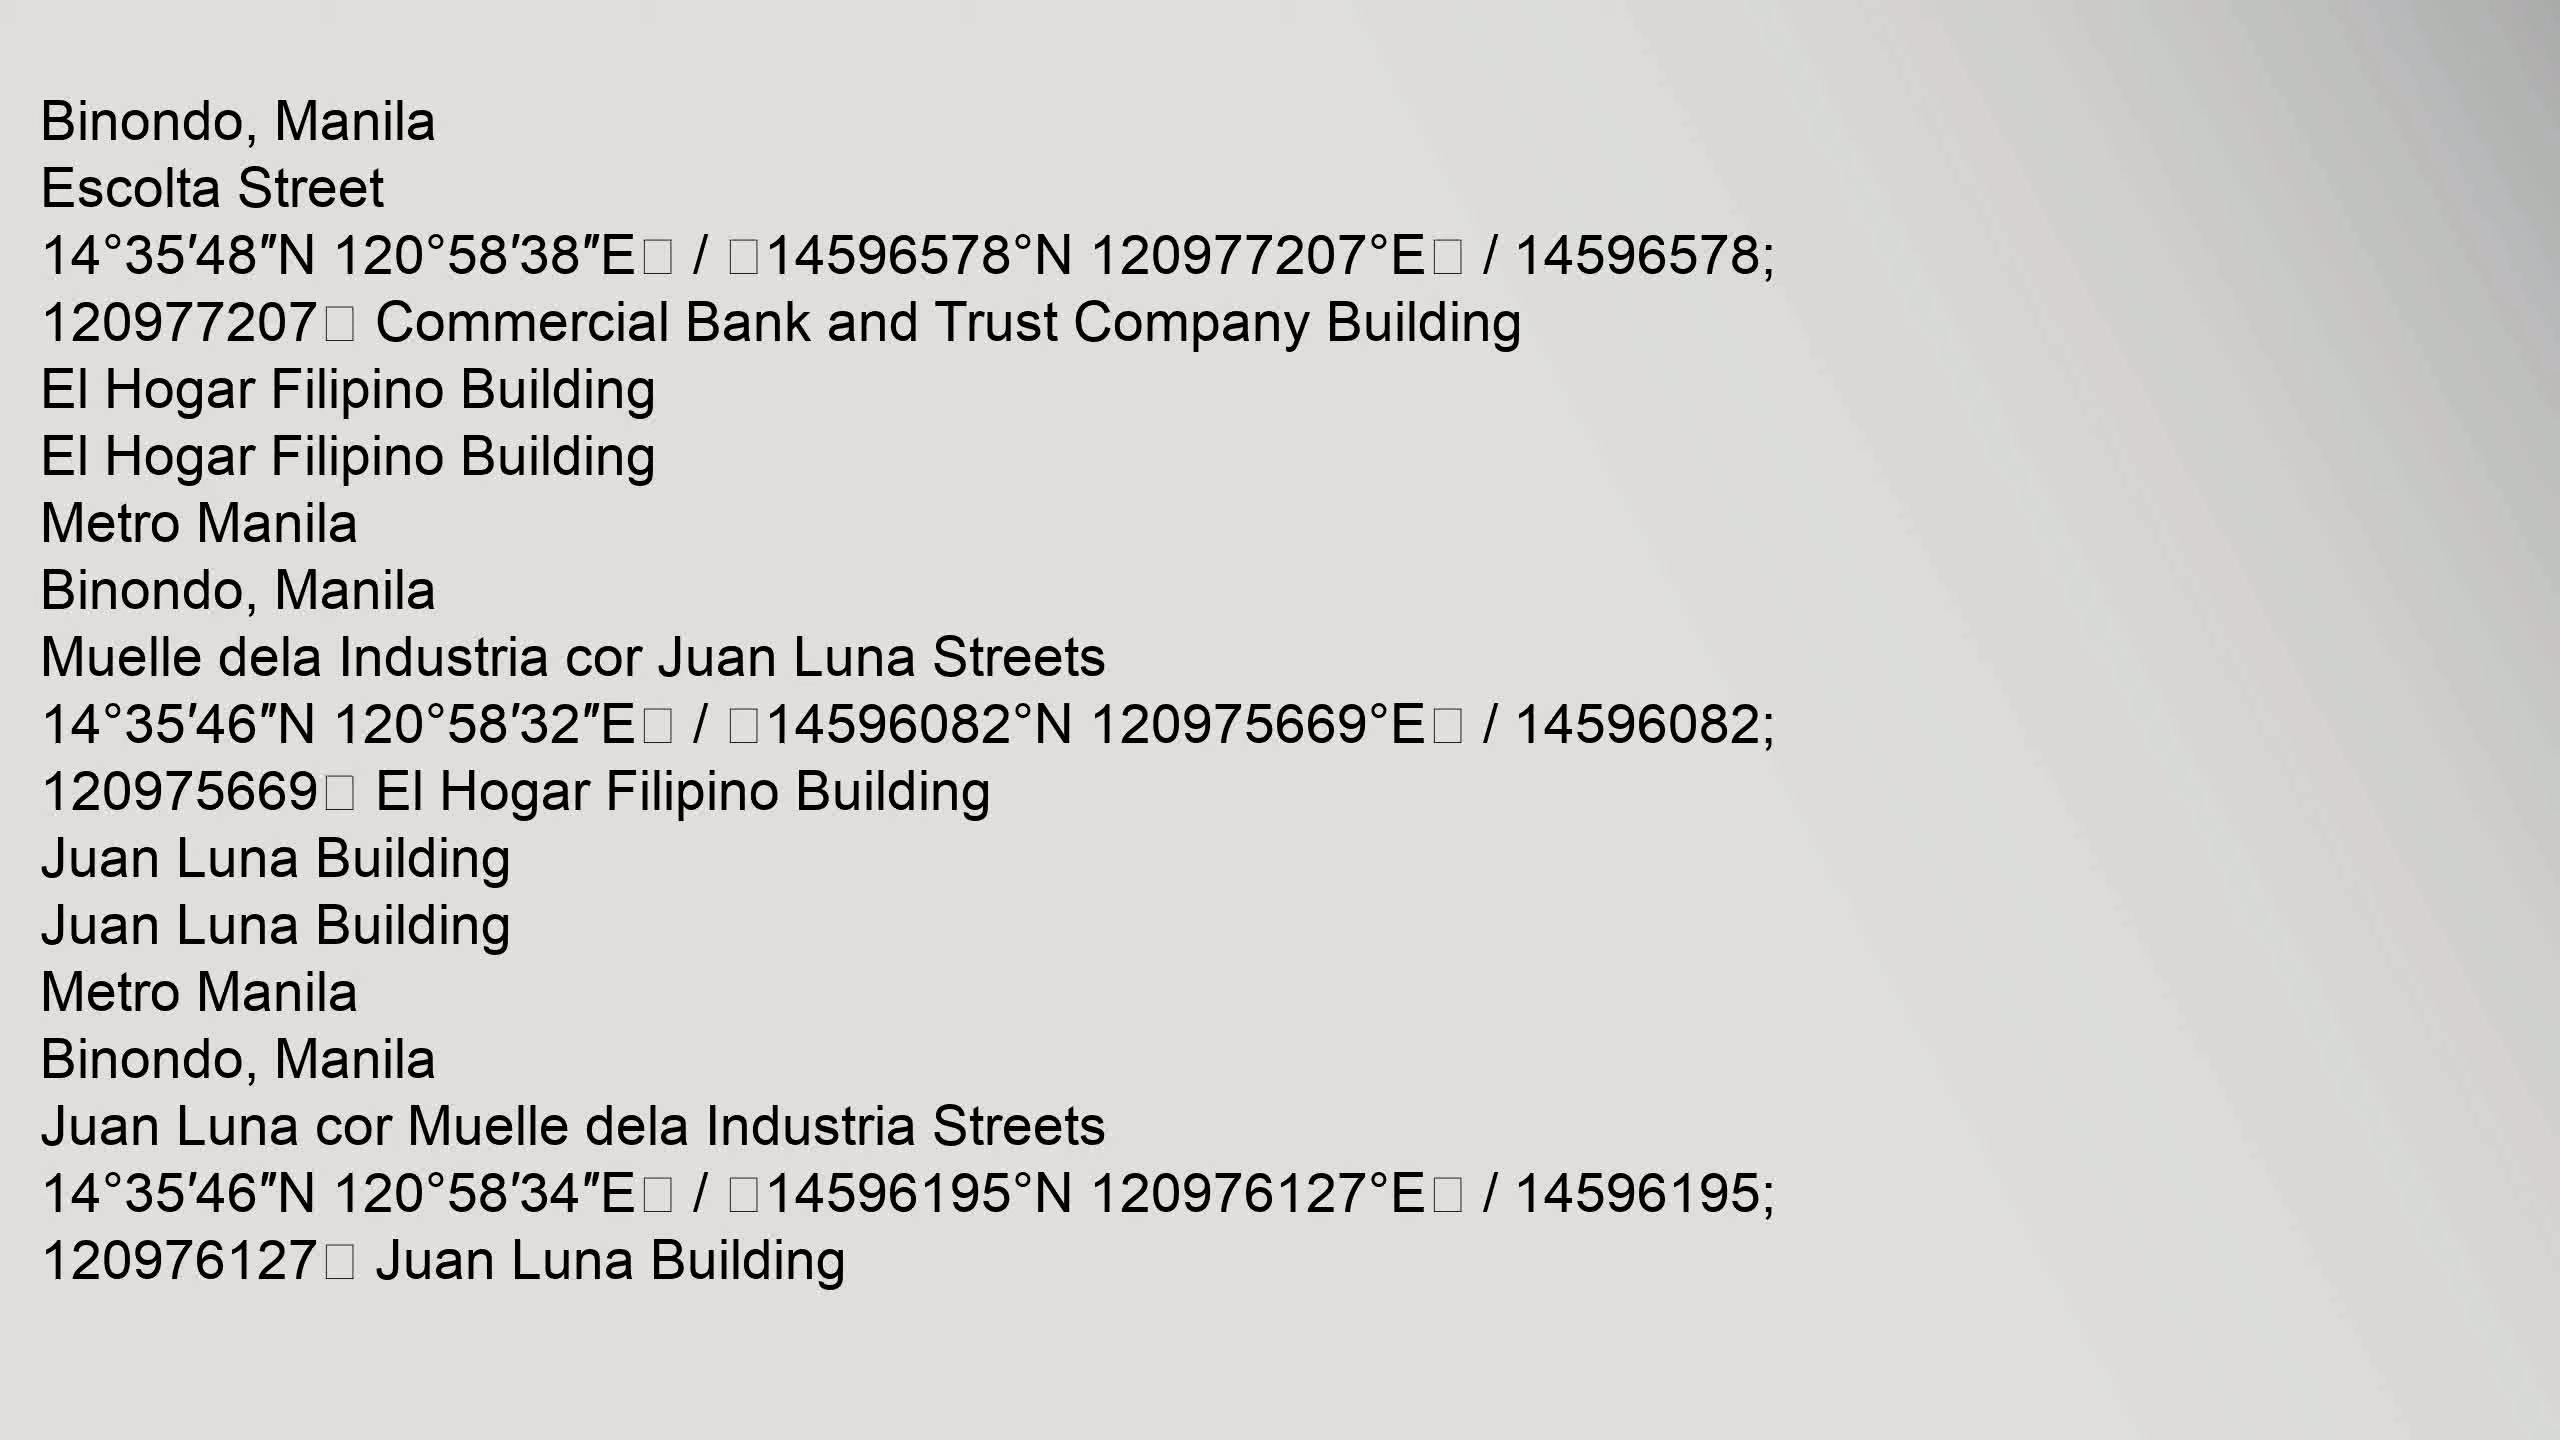 Binondo, Manila
Escolta Street
14°35′48″N 120°58′38″E□ / □14596578°N 120977207°E□ / 14596578;
120977207□ Commercial Bank and Trust Company Building
El Hogar Filipino Building
El Hogar Filipino Building
Metro Manila
Binondo, Manila
Muelle dela Industria cor Juan Luna Streets
14°35′46″N 120°58′32″E□ / □14596082°N 120975669°E□ / 14596082;
120975669□ El Hogar Filipino Building
Juan Luna Building
Juan Luna Building
Metro Manila
Binondo, Manila
Juan Luna cor Muelle dela Industria Streets
14°35′46″N 120°58′34″E□ / □14596195°N 120976127°E□ / 14596195;
120976127□ Juan Luna Building